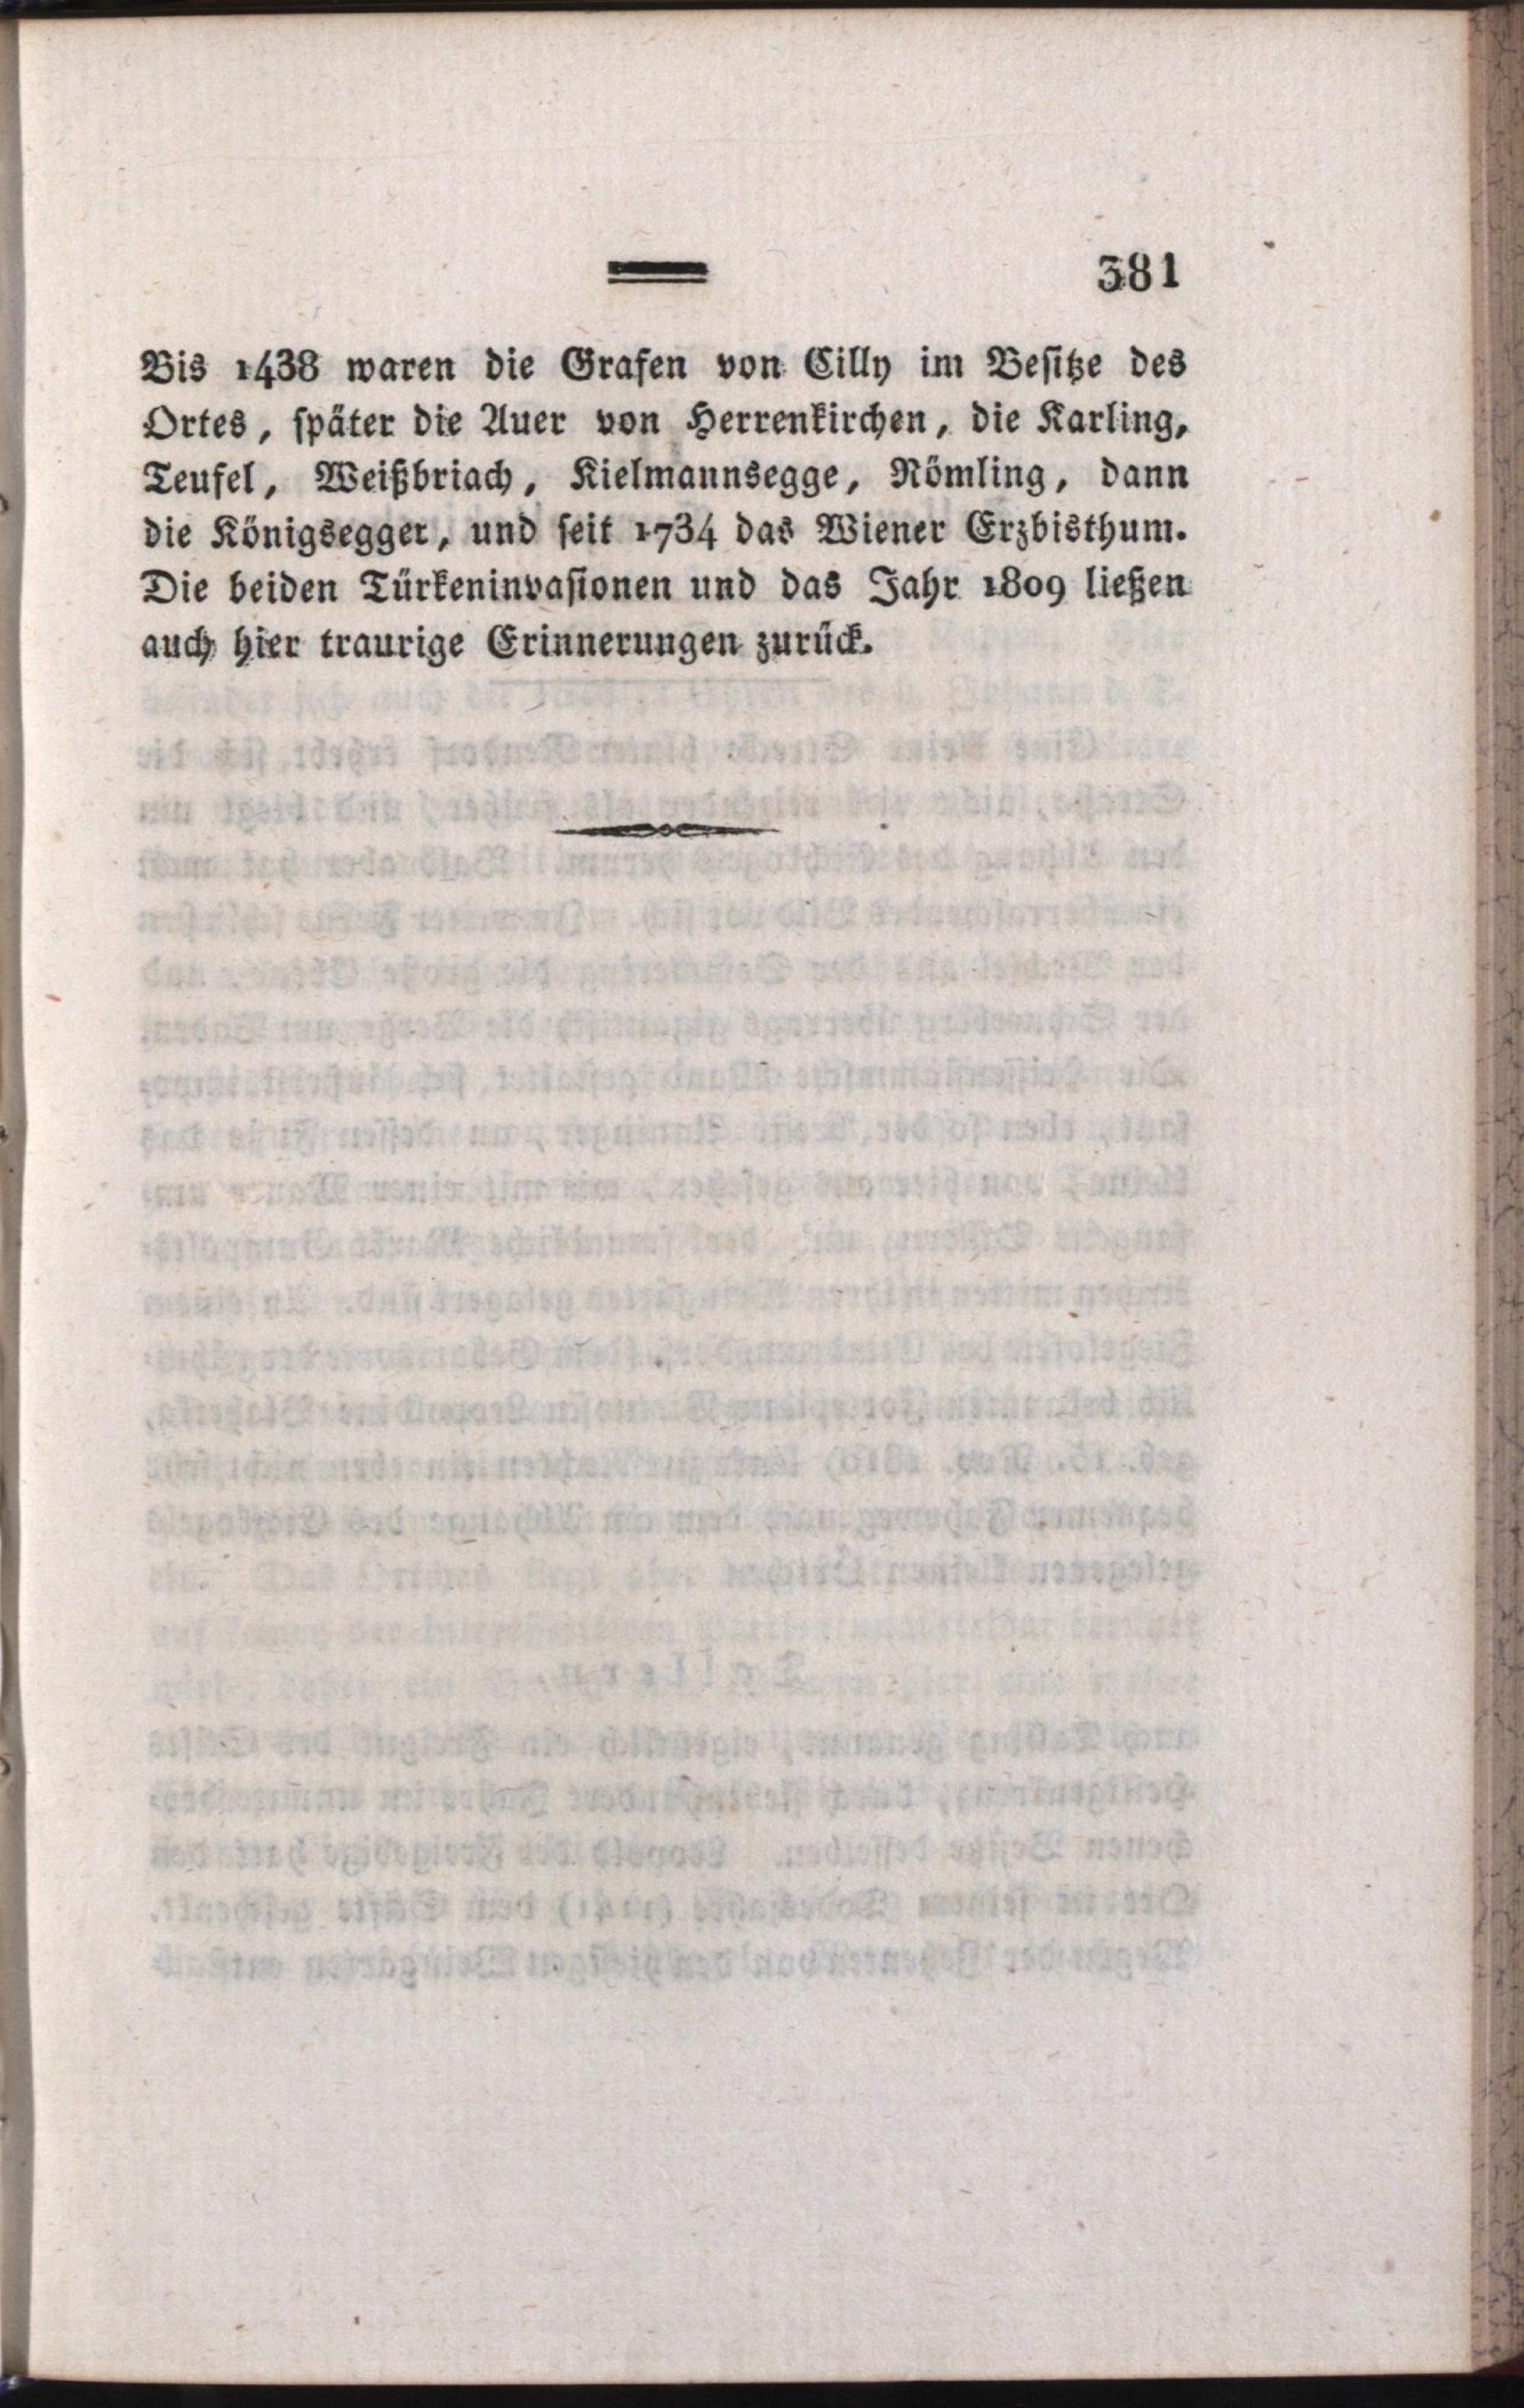 381
Bis 1438 waren die Grafen von Cilly im Besitze des
Ortes, später die Auer von Herrenkirchen, die Karling,
Teufel, Weißbriach, Kielmannsegge, Römling, dann
die Königsegger, und seit 1734 das Wiener Erzbisthum.
Die beiden Türkeninvasionen und das Jahr 1809 ließen
auch hier traurige Erinnerungen zurück.